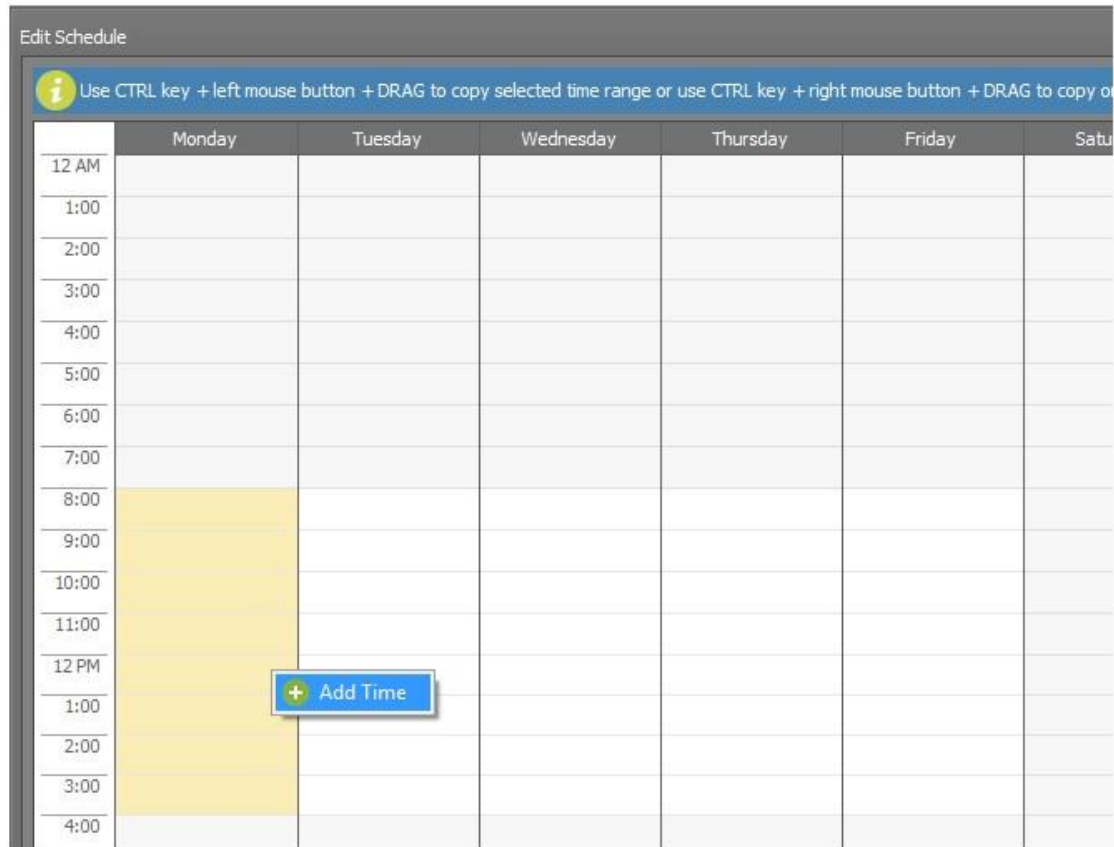 Edit Schedule
Use CTRL key + left mouse button + DRAG to copy selected time range or use CTRL key + right mouse button + DRAG to copy
Monday Tuesday Wednesday Thursday Friday Satu
12 AM
1:00
2:00
3:00
4:00
5:00
6:00
7:00
8:00
9:00
10:00
11:00
12 PM
Add Time
1:00
2:00
3:00
4:00